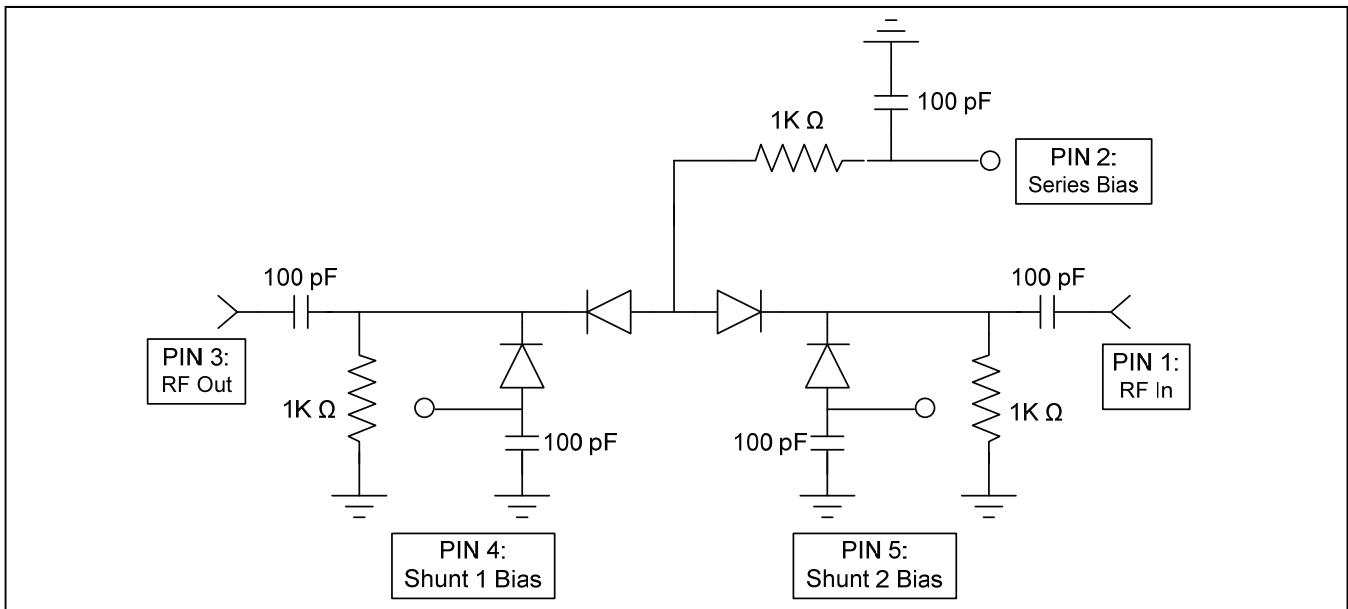 100 pF
1K Ω
PIN 2:
Series Bias
100 pF
100 pF
PIN 3:
RF Out
PIN 1:
RF In
1K Ω
1K Ω
100 pF
100 pF
PIN 4:
Shunt 1 Bias
PIN 5:
Shunt 2 Bias